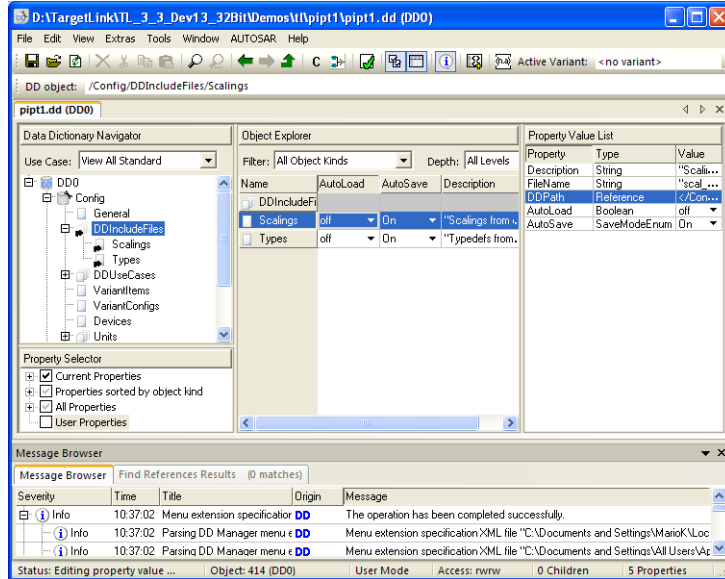 D:\TargetLink\TL_3_3_Dev13_32Bit\Demos\tl\pipt1\pipt1.dd (DD0)
File Edit View Extras Tools Window AUTOSAR Help
C Active Variant: <no variant>
DD object: /Config/DDIncludeFiles/Scalings
pipt1.dd (DD0)
Data Dictionary Navigator
Use Case: View All Standard
DD0
Config
General
DDIncludeFiles
Scalings
Types
DDUseCases
VariantItems
VariantConfigs
Devices
Units
Property Selector
Current Properties
Properties sorted by object kind
All Properties
User Properties
Object Explorer
Filter: All Object Kinds Depth: All Levels
Name AutoLoad AutoSave Description
DDIncludeFi
Scalings off On "Scalings from
Types off On "Typedefs from.
Property Value List
Property Type Value
Description String "Scali...
FileName String "scal_...
DDPath Reference </Con...
AutoLoad Boolean off
AutoSave SaveModeEnum On
Message Browser
Message Browser Find References Results (0 matches)
Severity Time Title Origin Message
Info 10:37:02 Menu extension specification DD The operation has been completed successfully.
Info 10:37:02 Parsing DD Manager menu e DD Menu extension specification XML file "C:\Documents and Settings\MarioK\Loc
Info 10:37:02 Parsing DD Manager menu e DD Menu extension specification XML file "C:\Documents and Settings\All Users\Ap
Status: Editing property value ... Object: 414 (DD0) User Mode Access: rwrw 0 Children 5 Properties